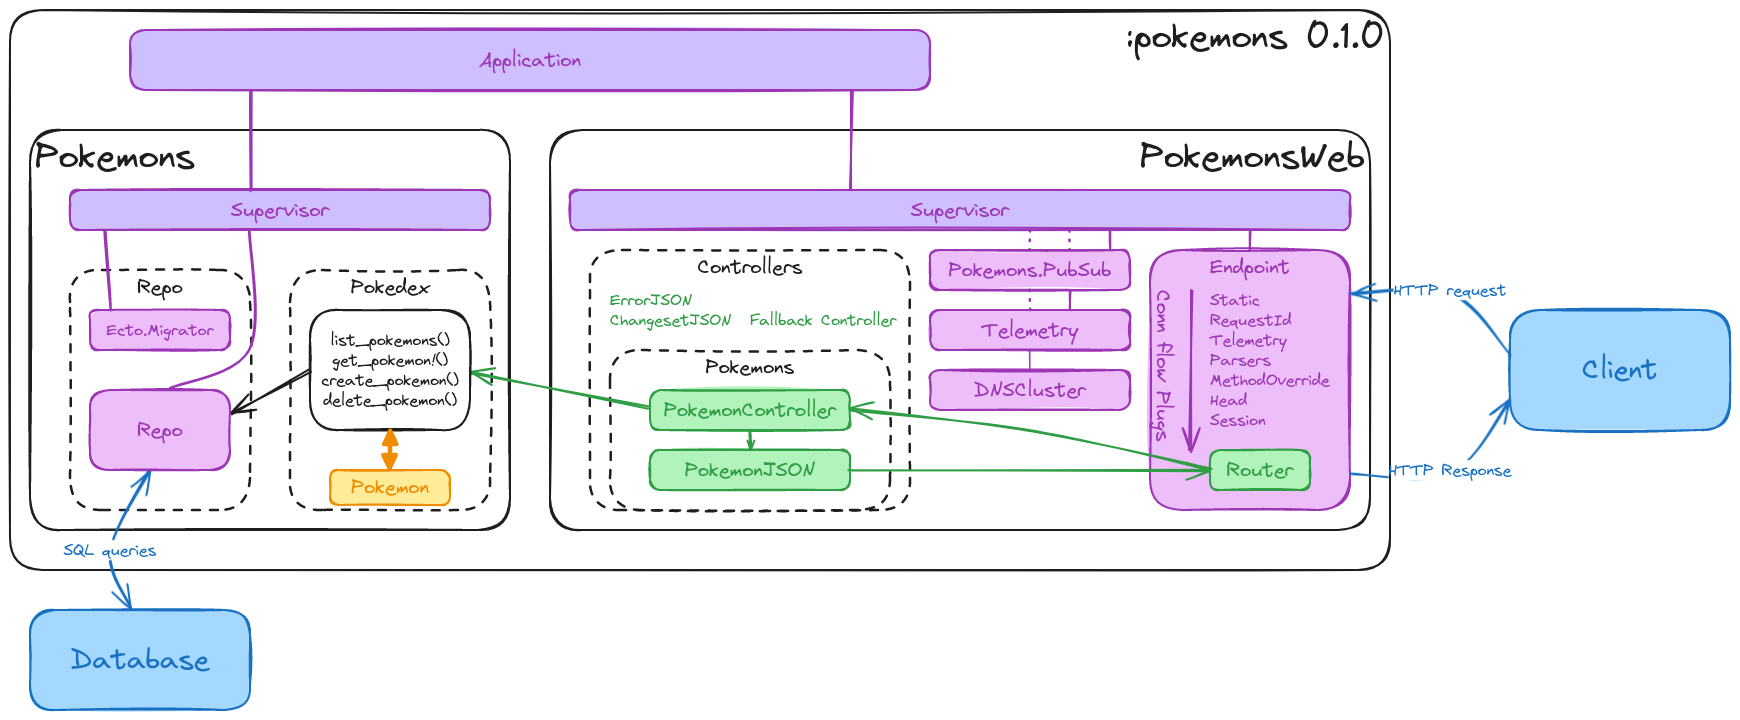 :pokemons 0.1.0
Application
Pokemons
Supervisor
Repo
Ecto.Migrator
Repo
Pokedex
list_pokemons()
get_pokemon!()
create_pokemon()
delete_pokemon()
Pokemon
SQL queries
Database
PokemonsWeb
Supervisor
Controllers
ErrorJSON
ChangesetJSON Fallback Controller
Pokemons
PokemonController
PokemonJSON
Pokemons.PubSub
Telemetry
DNSCluster
Endpoint
Conn Flow Plugs
Static
RequestId
Telemetry
Parsers
MethodOverride
Head
Session
Router
HTTP request
HTTP Response
Client